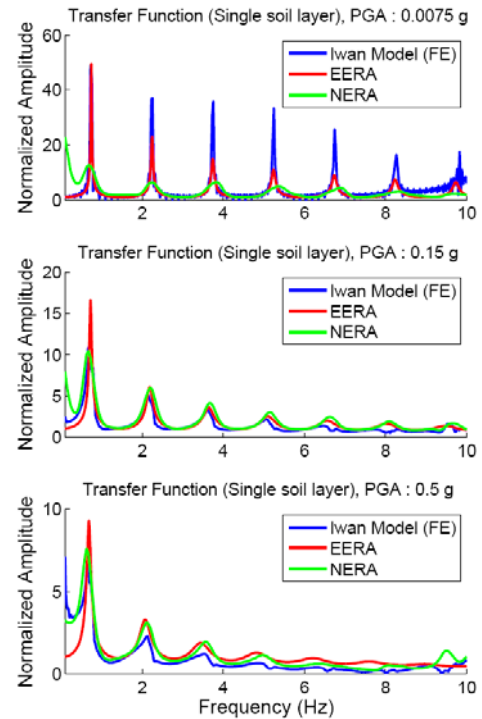 Transfer Function (Single soil layer), PGA : 0.0075 g
Normalized Amplitude
60
40
20
0
Iwan Model (FE)
EERA
NERA
2 4 6 8 10
Transfer Function (Single soil layer), PGA : 0.15 g
Normalized Amplitude
20
15
10
5
0
Iwan Model (FE)
EERA
NERA
2 4 6 8 10
Transfer Function (Single soil layer), PGA : 0.5 g
Normalized Amplitude
10
5
0
Iwan Model (FE)
EERA
NERA
2 4 6 8 10
Frequency (Hz)